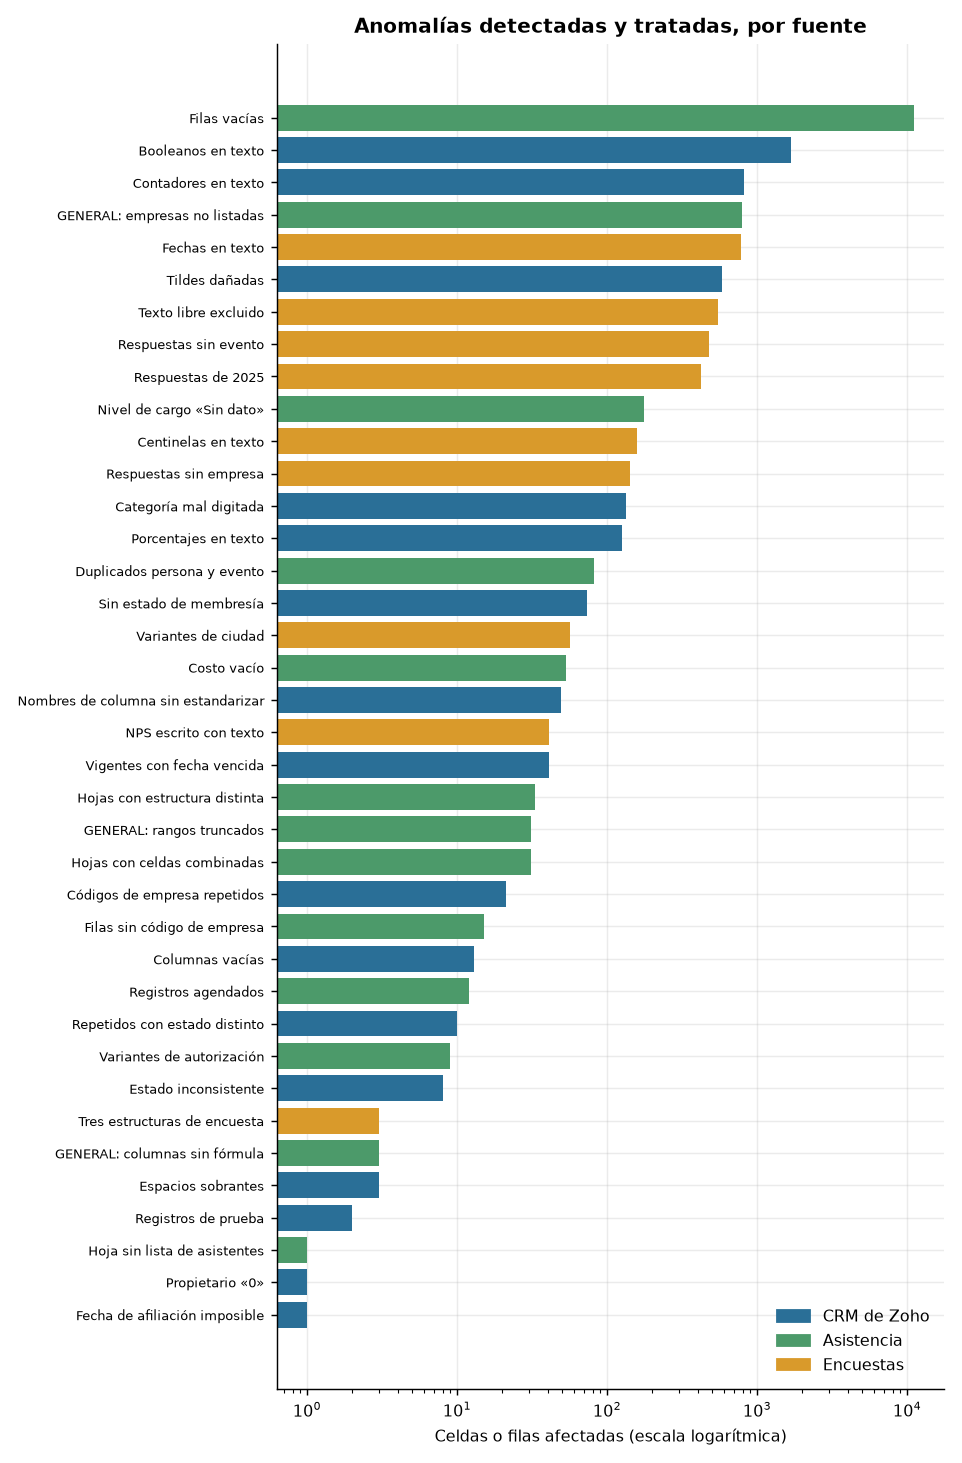 Anomalías detectadas y tratadas, por fuente
Filas vacías
Booleanos en texto
Contadores en texto
GENERAL: empresas no listadas
Fechas en texto
Tildes dañadas
Texto libre excluido
Respuestas sin evento
Respuestas de 2025
Nivel de cargo «Sin dato»
Centinelas en texto
Respuestas sin empresa
Categoría mal digitada
Porcentajes en texto
Duplicados persona y evento
Sin estado de membresía
Variantes de ciudad
Costo vacío
Nombres de columna sin estandarizar
NPS escrito con texto
Vigentes con fecha vencida
Hojas con estructura distinta
GENERAL: rangos truncados
Hojas con celdas combinadas
Códigos de empresa repetidos
Filas sin código de empresa
Columnas vacías
Registros agendados
Repetidos con estado distinto
Variantes de autorización
Estado inconsistente
Tres estructuras de encuesta
GENERAL: columnas sin fórmula
Espacios sobrantes
Registros de prueba
Hoja sin lista de asistentes
Propietario «0»
Fecha de afiliación imposible
CRM de Zoho
Asistencia
Encuestas
10⁰ 10¹ 10² 10³ 10⁴
Celdas o filas afectadas (escala logarítmica)